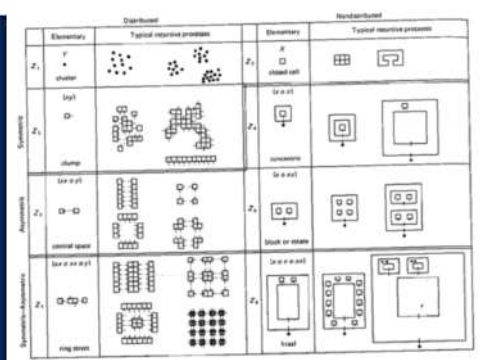 Distributed
Nondistributed
Elementary
Typical recursive processes
Elementary
Typical recursive processes
Symmetric
Asymmetric
Symmetric–Asymmetric
Z₁
Y
cluster
Z₂
X
closed cell
Z₃
(xy)
clump
Z₄
concentric
Z₅
central space
Z₆
block or estate
Z₇
ring street
Z₈